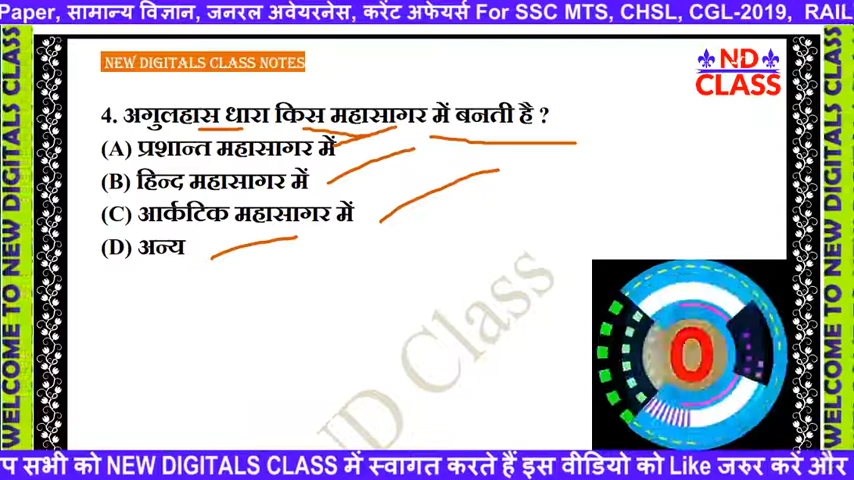 Paper, सामान्य विज्ञान, जनरल अवेयरनेस, करेंट अफेयर्स For SSC MTS, CHSL, CGL-2019, RAIL
NEW DIGITALS CLASS NOTES
ND
CLASS
4. अगुलहास धारा किस महासागर में बनती है ?
(A) प्रशान्त महासागर में
(B) हिन्द महासागर में
(C) आर्कटिक महासागर में
(D) अन्य
0
ND Class
WELCOME TO NEW DIGITALS CLASS
WELCOME TO NEW DIGITALS CLASS
प सभी को NEW DIGITALS CLASS में स्वागत करते हैं इस वीडियो को Like जरुर करें और